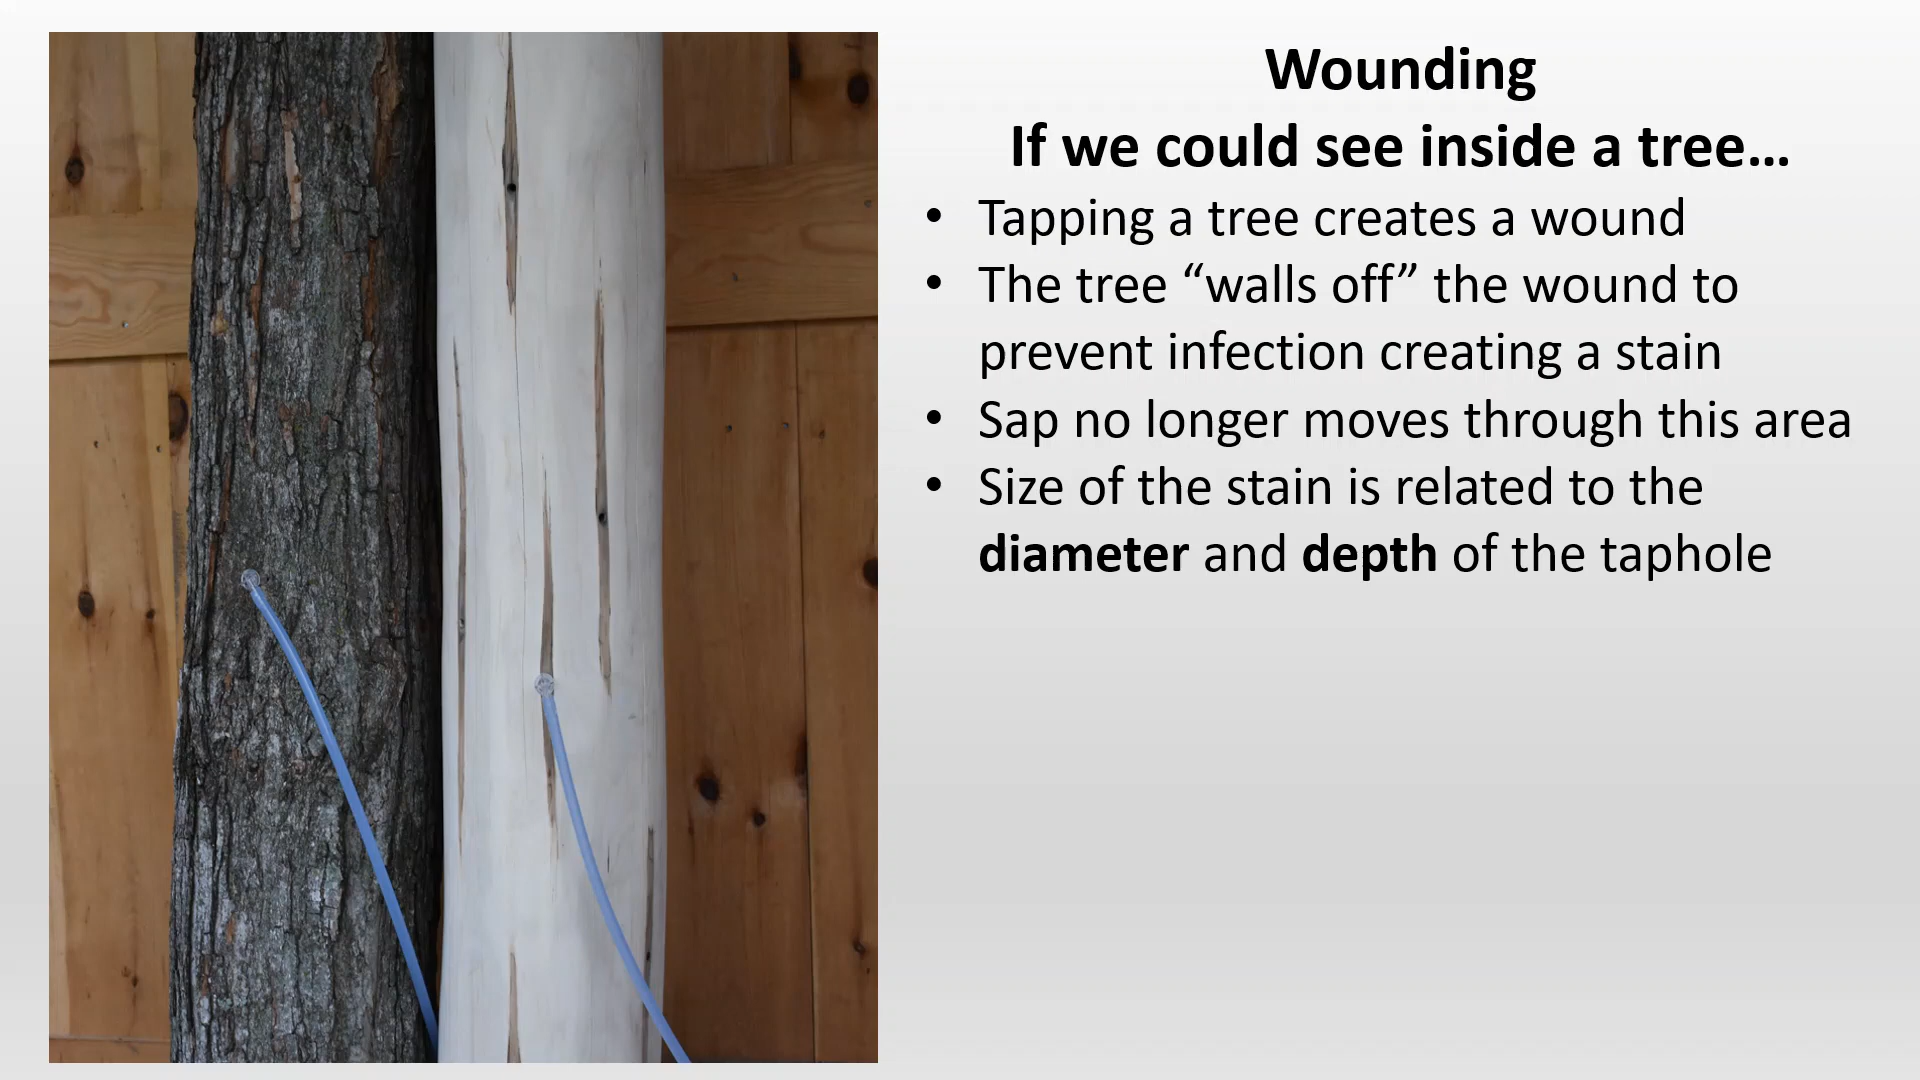 Wounding
If we could see inside a tree…
• Tapping a tree creates a wound
• The tree “walls off” the wound to
prevent infection creating a stain
• Sap no longer moves through this area
• Size of the stain is related to the
diameter and depth of the taphole